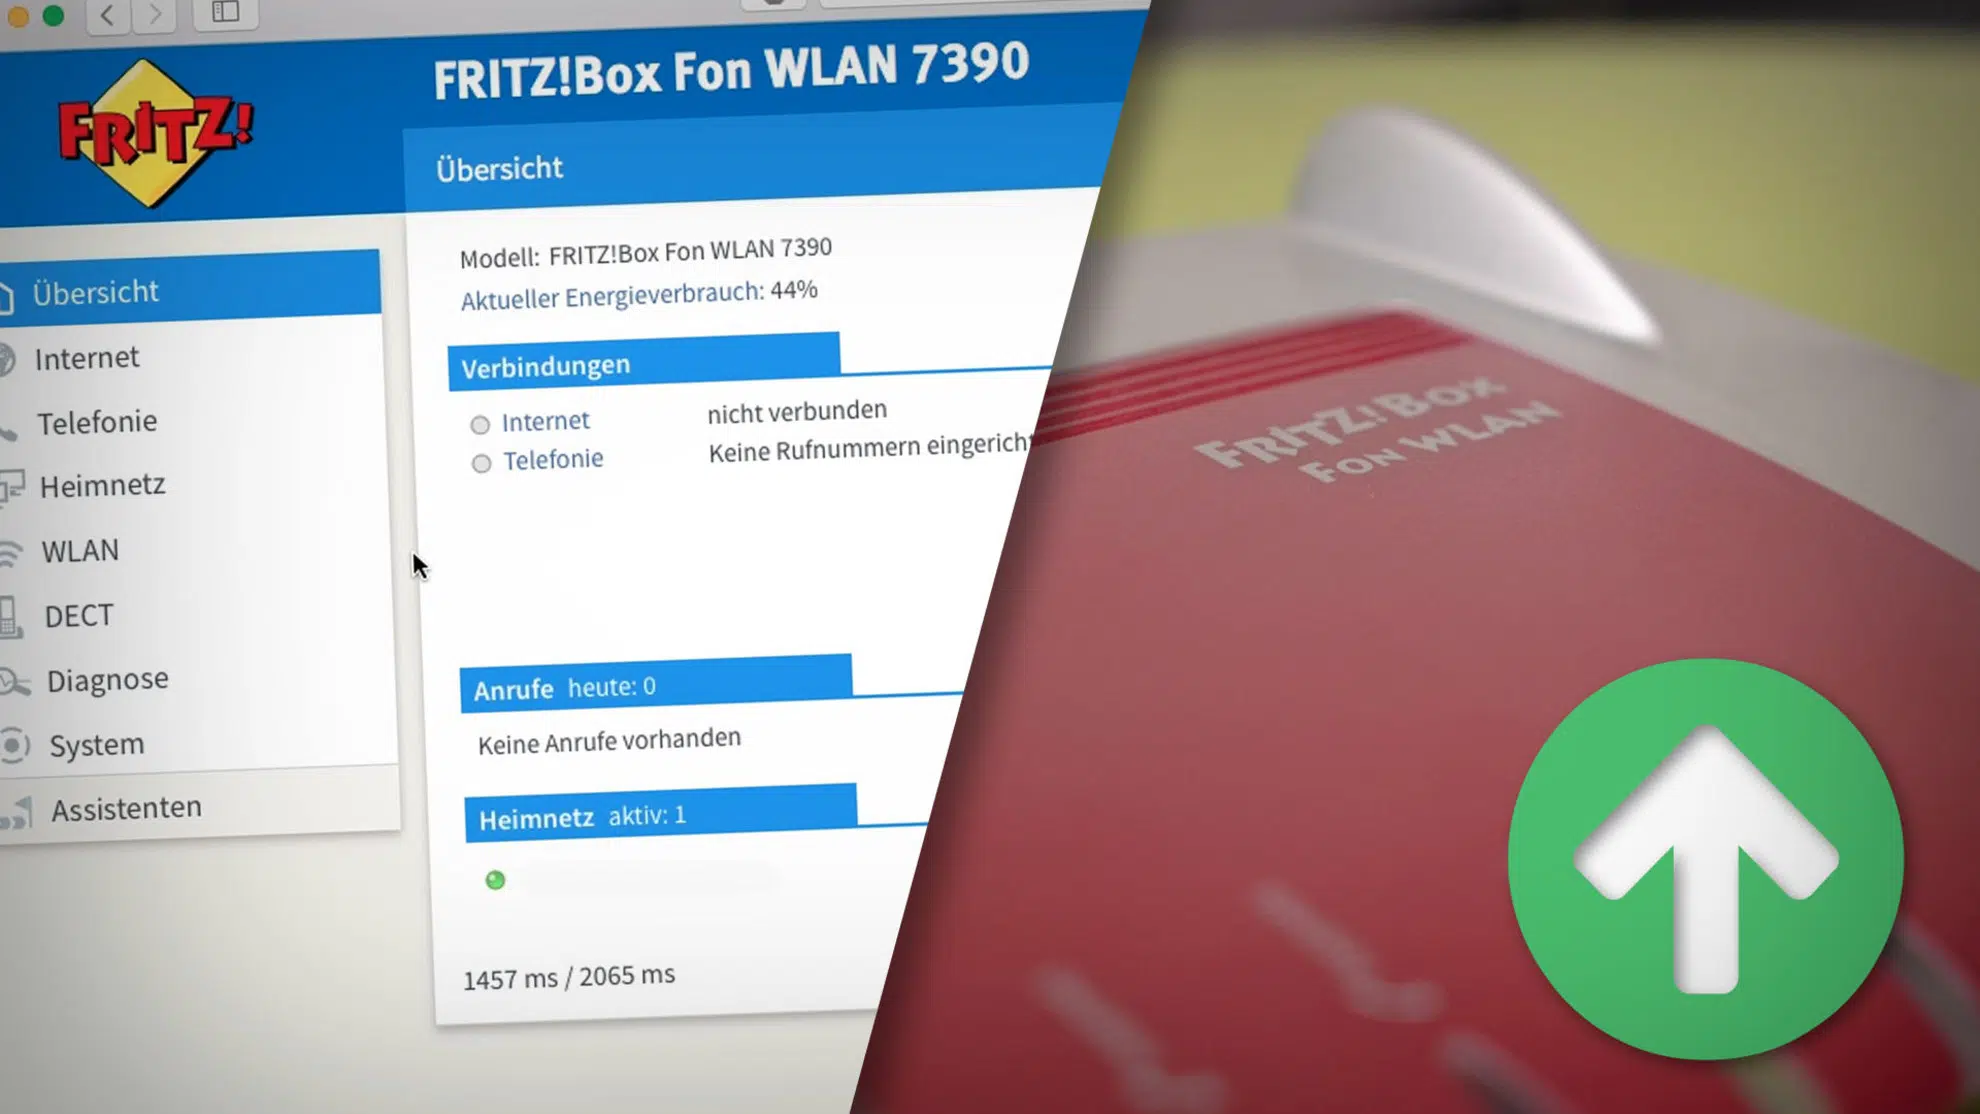 FRITZ!
FRITZ!Box Fon WLAN 7390
Übersicht
Übersicht
Internet
Telefonie
Heimnetz
WLAN
DECT
Diagnose
System
Assistenten
Modell: FRITZ!Box Fon WLAN 7390
Aktueller Energieverbrauch: 44%
Verbindungen
Internet nicht verbunden
Telefonie Keine Rufnummern eingericht
Anrufe heute: 0
Keine Anrufe vorhanden
Heimnetz aktiv: 1
1457 ms / 2065 ms
FRITZ!Box
FON WLAN